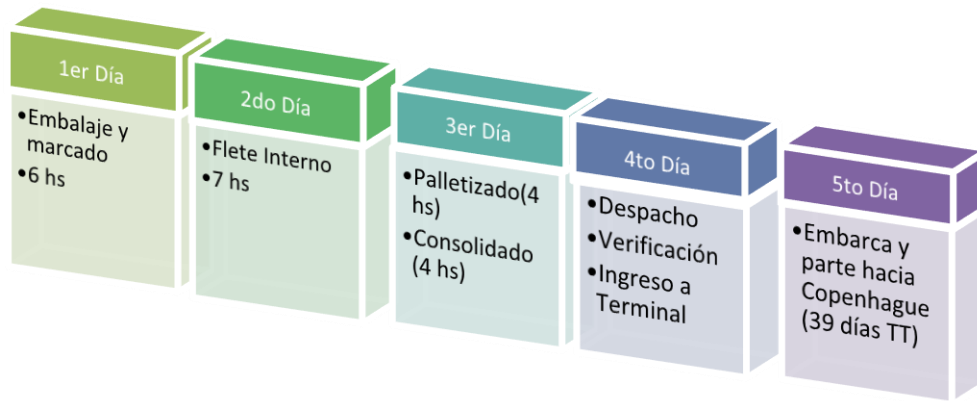 1er Día
•Embalaje y
marcado
•6 hs
2do Día
•Flete Interno
•7 hs
3er Día
•Palletizado(4
hs)
•Consolidado
(4 hs)
4to Día
•Despacho
•Verificación
•Ingreso a
Terminal
5to Día
•Embarca y
parte hacia
Copenhague
(39 días TT)